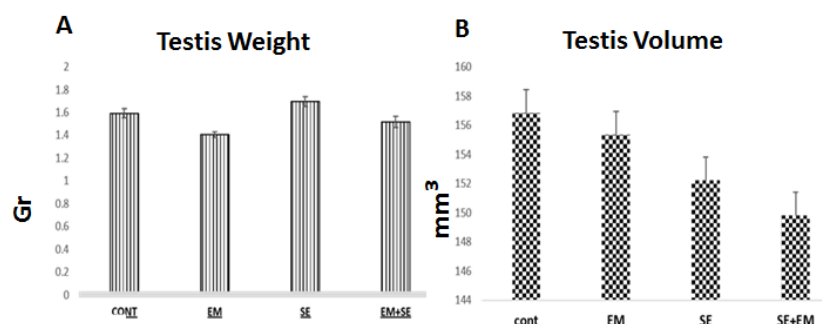 A
Testis Weight
Gr
2
1.8
1.6
1.4
1.2
1
0.8
0.6
0.4
0.2
0
CONT
EM
SE
EM+SE
B
Testis Volume
mm³
160
158
156
154
152
150
148
146
144
cont
EM
SE
SE+EM